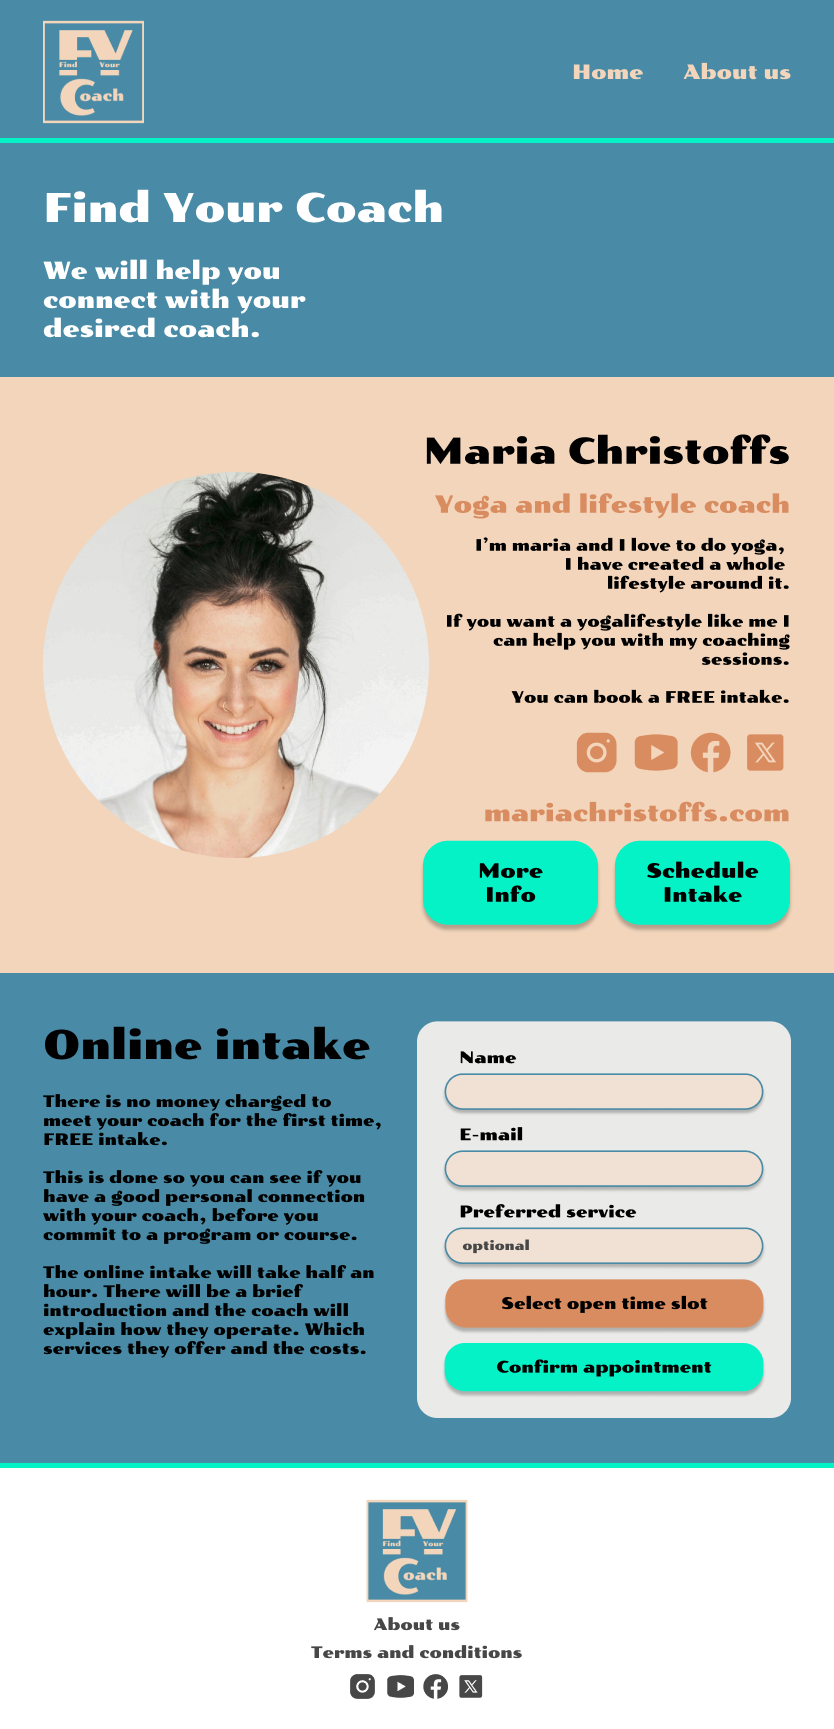 FY
Find Your
Coach
Home About us
Find Your Coach
We will help you
connect with your
desired coach.
Maria Christoffs
Yoga and lifestyle coach
I'm maria and I love to do yoga,
I have created a whole
lifestyle around it.
If you want a yogalifestyle like me I
can help you with my coaching
sessions.
You can book a FREE intake.
mariachristoffs.com
More
Info
Schedule
Intake
Online intake
There is no money charged to
meet your coach for the first time,
FREE intake.
This is done so you can see if you
have a good personal connection
with your coach, before you
commit to a program or course.
The online intake will take half an
hour. There will be a brief
introduction and the coach will
explain how they operate. Which
services they offer and the costs.
Name
E-mail
Preferred service
optional
Select open time slot
Confirm appointment
FY
Find Your
Coach
About us
Terms and conditions